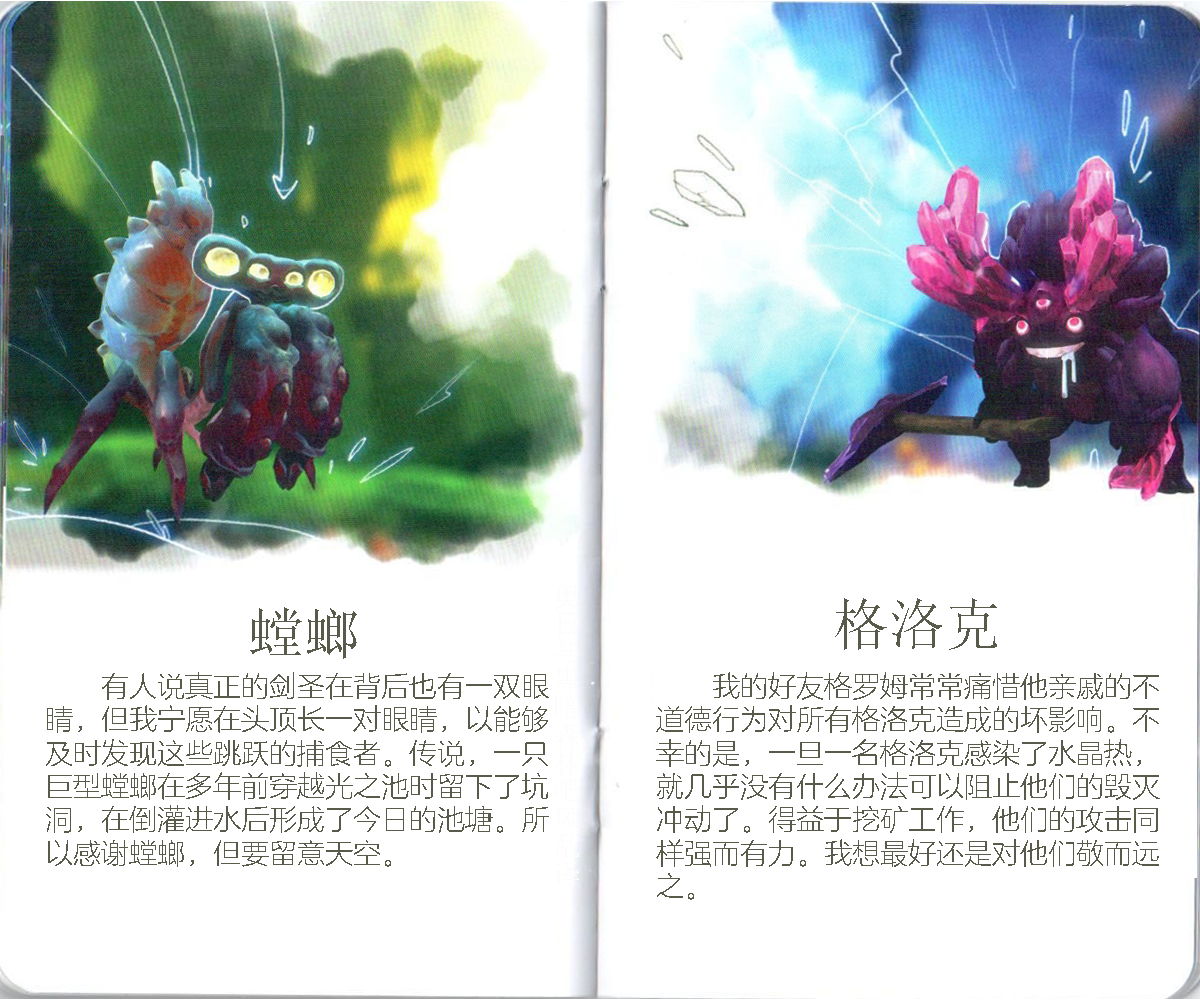 螳螂
有人说真正的剑圣在背后也有一双眼
睛，但我宁愿在头顶长一对眼睛，以能够
及时发现这些跳跃的捕食者。传说，一只
巨型螳螂在多年前穿越光之池时留下了坑
洞，在倒灌进水后形成了今日的池塘。所
以感谢螳螂，但要留意天空。
格洛克
我的好友格罗姆常常痛惜他亲戚的不
道德行为对所有格洛克造成的坏影响。不
幸的是，一旦一名格洛克感染了水晶热，
就几乎没有什么办法可以阻止他们的毁灭
冲动了。得益于挖矿工作，他们的攻击同
样强而有力。我想最好还是对他们敬而远
之。